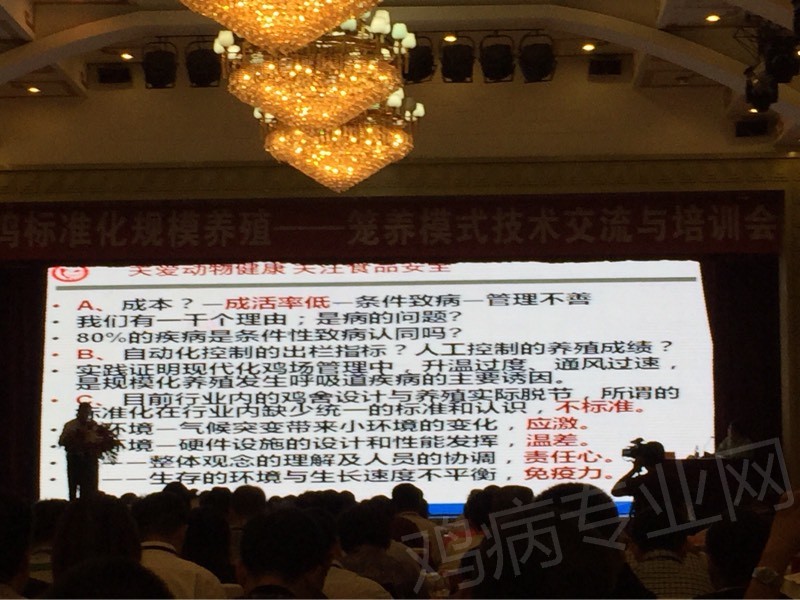 鸡标准化规模养殖——笼养模式技术交流与培训会
关爱动物健康 关注食品安全
• A、成本？—成活率低—条件致病—管理不善
• 我们有一千个理由；是病的问题？
• 80%的疾病是条件性致病认同吗？
• B、自动化控制的出栏指标？人工控制的养殖成绩？
• 实践证明现代化鸡场管理中，升温过度、通风过速，
是规模化养殖发生呼吸道疾病的主要诱因。
• C、目前行业内的鸡舍设计与养殖实际脱节，所谓的
标准化在行业内缺少统一的标准和认识，不标准。
环境—气候突变带来小环境的变化，应激。
环境—硬件设施的设计和性能发挥，温差。
——整体观念的理解及人员的协调，责任心。
——生存的环境与生长速度不平衡，免疫力。
鸡病专业网